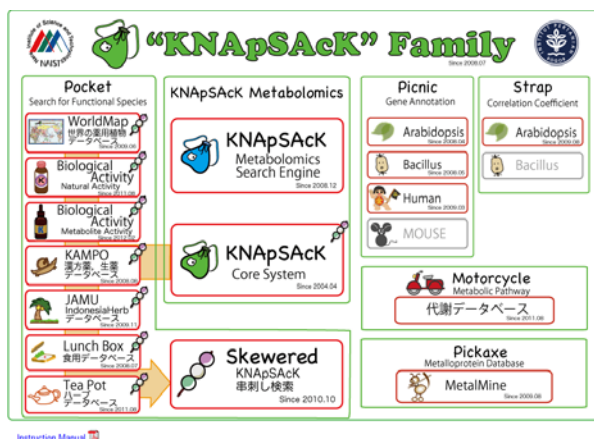 NAIST
"KNApSAcK" Family
Since 2008.07
Pocket
Search for Functional Species
WorldMap
世界の薬用植物
データベース
Biological
Activity
Natural Activity
Biological
Activity
Metabolite Activity
KAMPO
漢方薬、生薬
データベース
JAMU
IndonesiaHerb
データベース
Lunch Box
食用データベース
Tea Pot
ハーブ
データベース
KNApSAcK Metabolomics
KNApSAcK
Metabolomics
Search Engine
Since 2008.12
KNApSAcK
Core System
Since 2004.04
Skewered
KNApSAcK
串刺し検索
Since 2010.10
Picnic
Gene Annotation
Arabidopsis
Bacillus
Human
MOUSE
Strap
Correlation Coefficient
Arabidopsis
Bacillus
Motorcycle
Metabolic Pathway
代謝データベース
Pickaxe
Metalloprotein Database
MetalMine
Instruction Manual